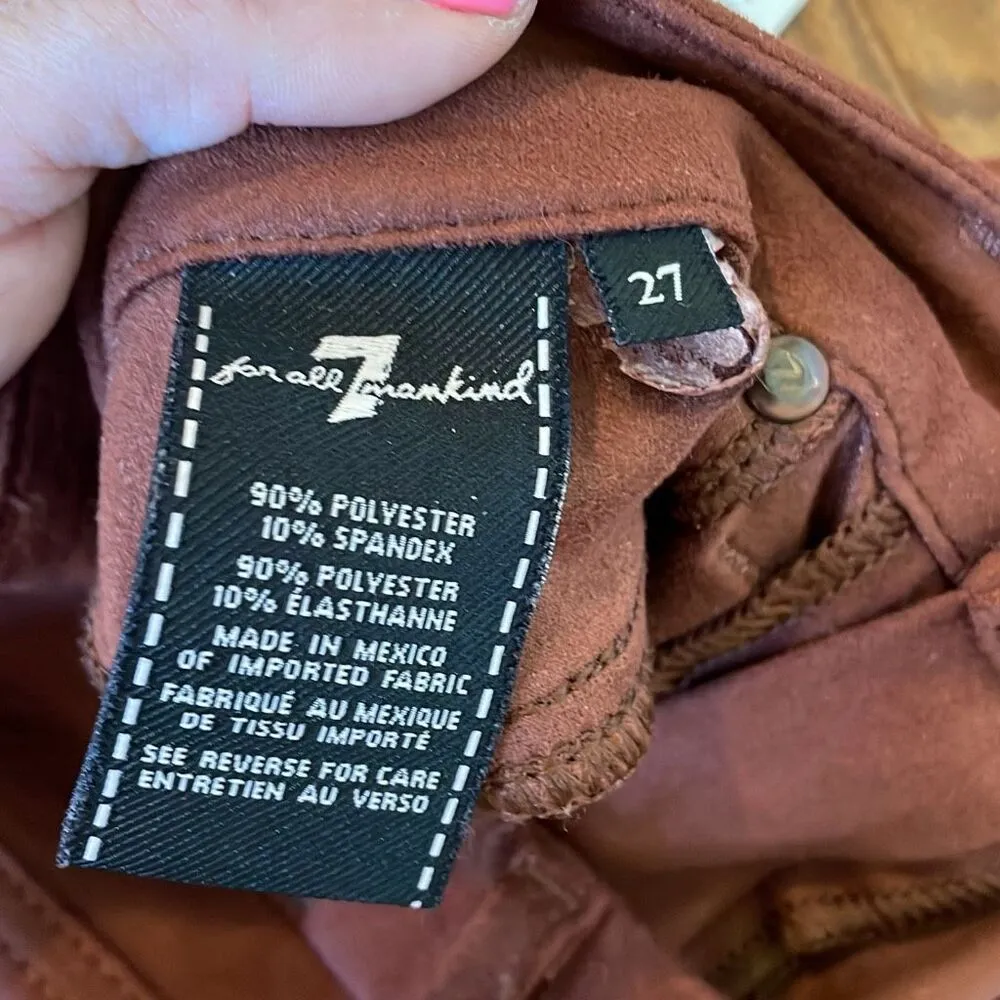 for all 7 mankind
27
90% POLYESTER
10% SPANDEX
90% POLYESTER
10% ÉLASTHANNE
MADE IN MEXICO
OF IMPORTED FABRIC
FABRIQUÉ AU MEXIQUE
DE TISSU IMPORTÉ
SEE REVERSE FOR CARE
ENTRETIEN AU VERSO